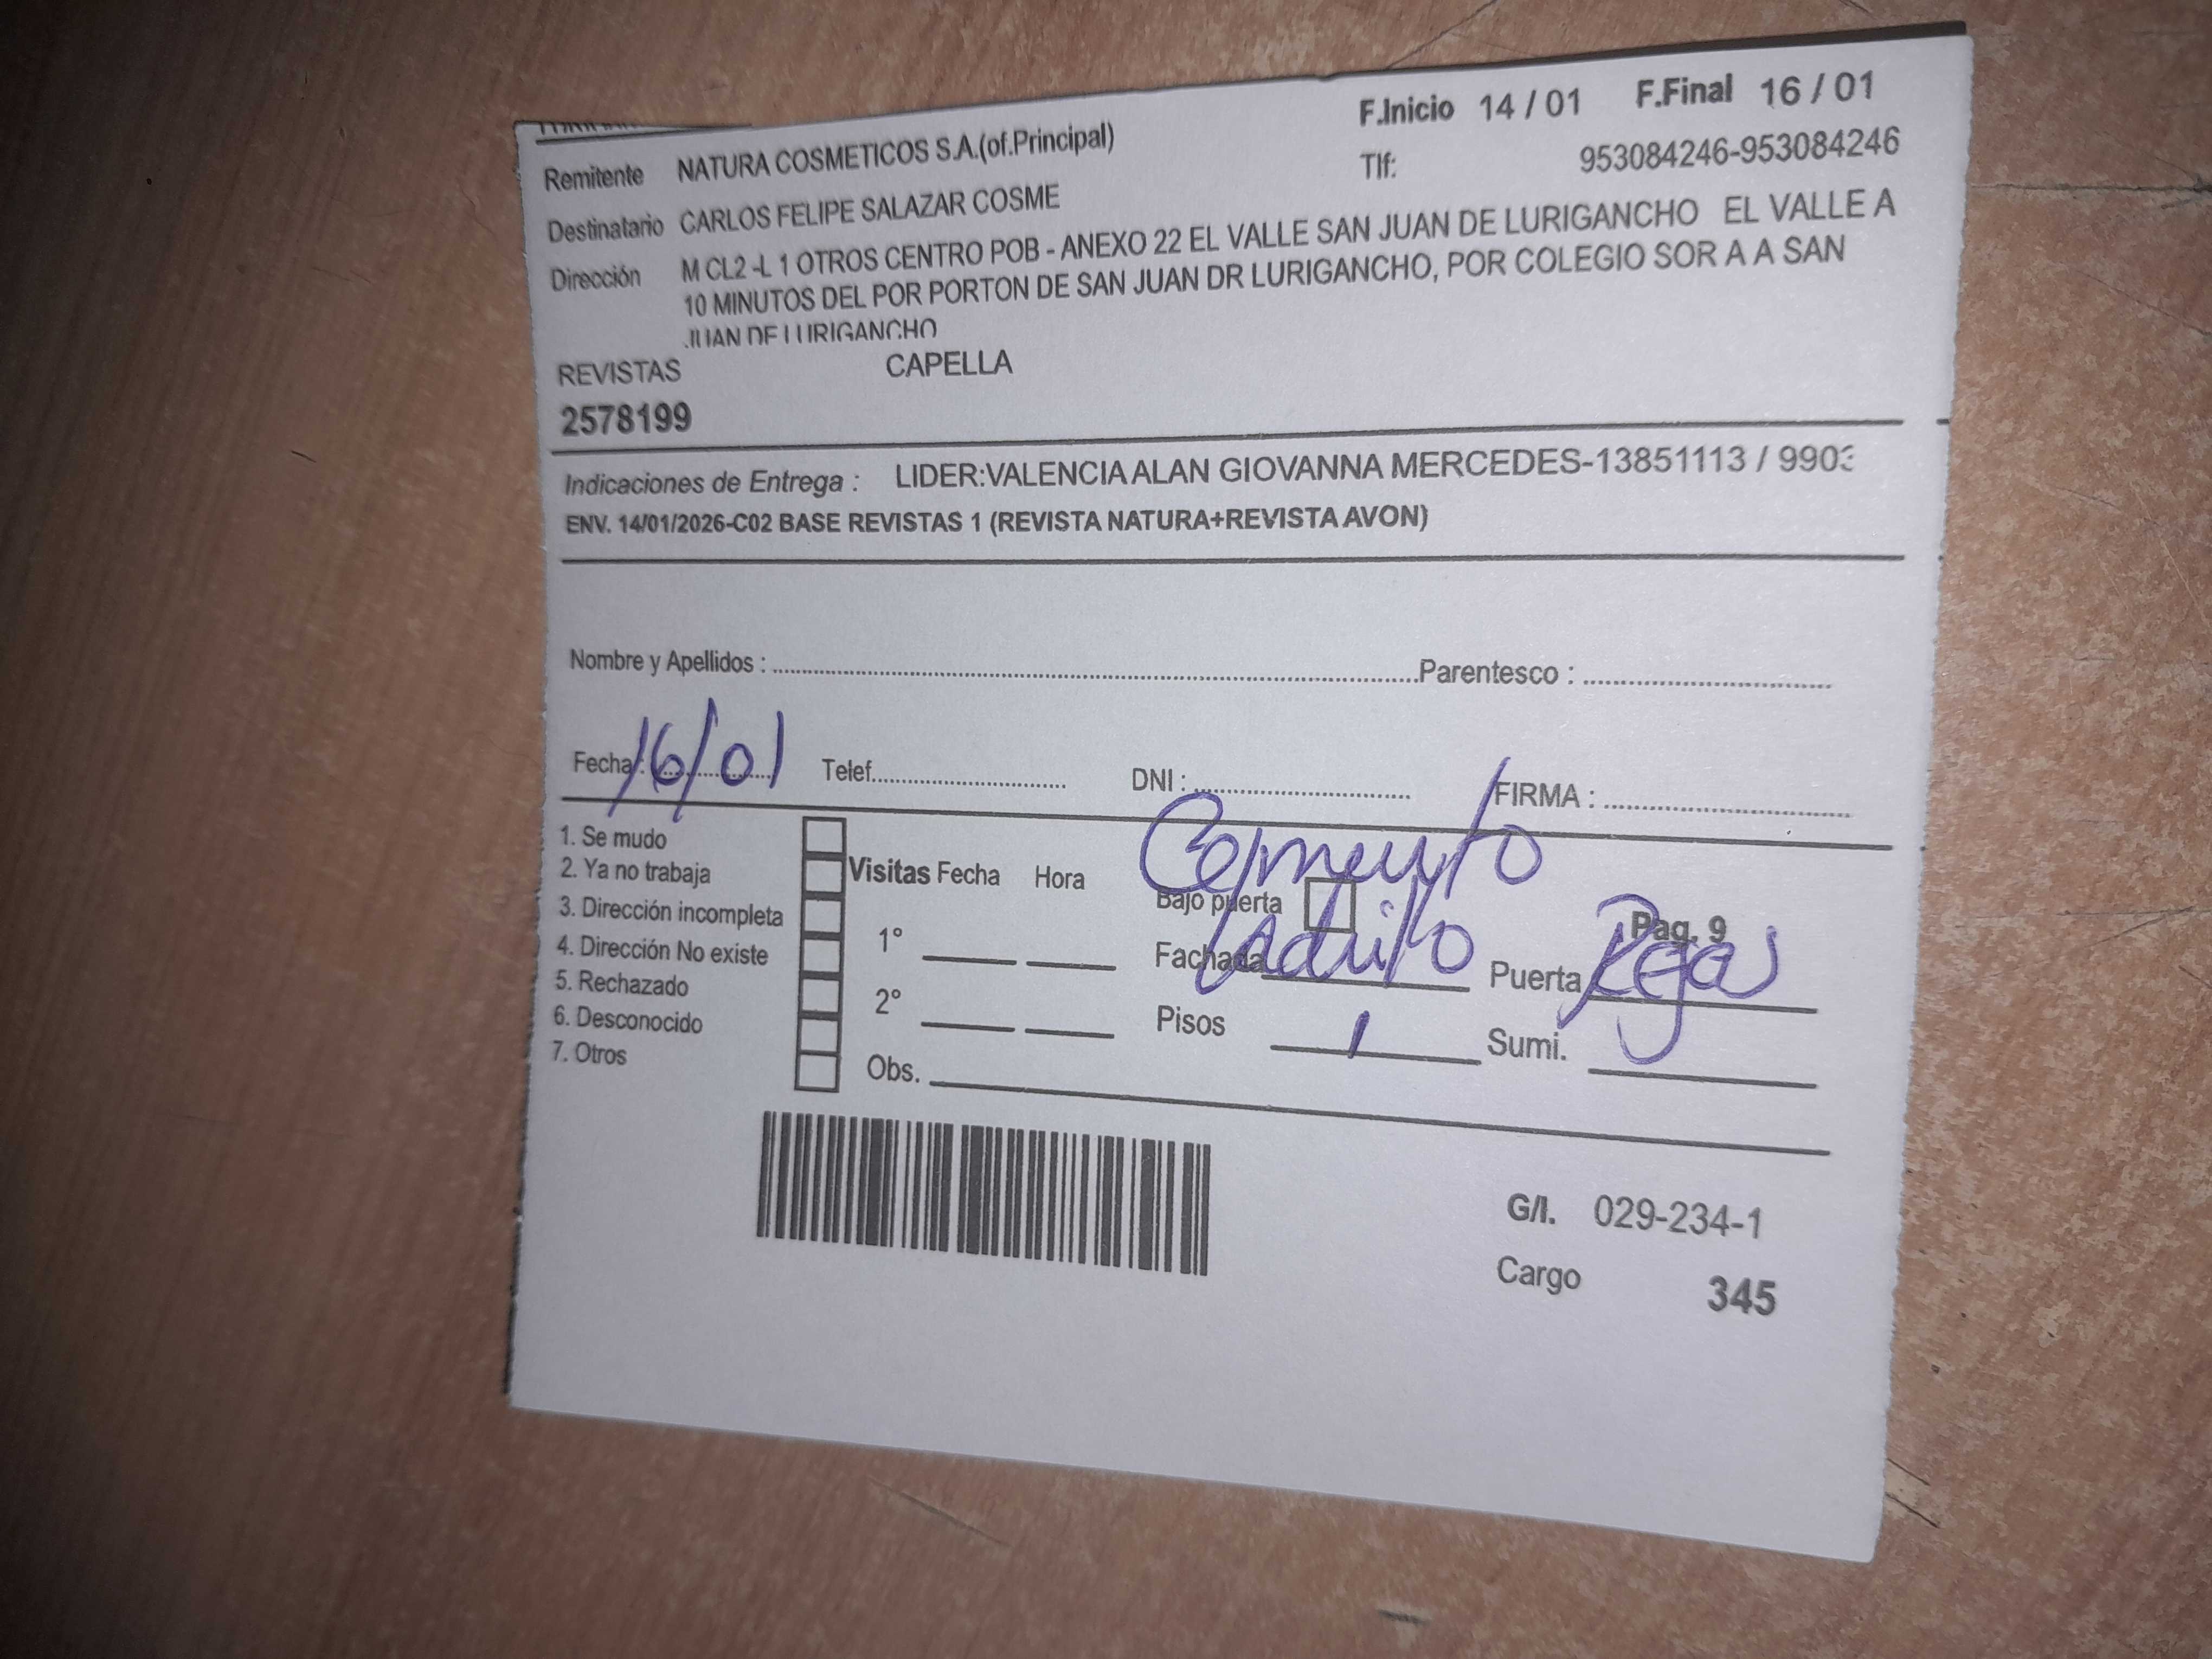 F.Inicio 14 / 01 F.Final 16 / 01
Remitente NATURA COSMETICOS S.A.(of.Principal) Tlf: 953084246-953084246
Destinatario CARLOS FELIPE SALAZAR COSME
Dirección M CL2 -L 1 OTROS CENTRO POB - ANEXO 22 EL VALLE SAN JUAN DE LURIGANCHO EL VALLE A
10 MINUTOS DEL POR PORTON DE SAN JUAN DR LURIGANCHO, POR COLEGIO SOR A A SAN
JUAN DE LURIGANCHO
REVISTAS CAPELLA
2578199
Indicaciones de Entrega : LIDER:VALENCIA ALAN GIOVANNA MERCEDES-13851113 / 9903
ENV. 14/01/2026-C02 BASE REVISTAS 1 (REVISTA NATURA+REVISTA AVON)
Nombre y Apellidos : Parentesco :
Fecha : 16/01 Telef. DNI : FIRMA :
1. Se mudo
2. Ya no trabaja
3. Dirección incompleta
4. Dirección No existe
5. Rechazado
6. Desconocido
7. Otros
Visitas Fecha Hora
1°
2°
Obs.
Cemento
Bajo puerta
Pag. 9
Fachada Ladrillo Puerta Reja
Pisos 1 Sumi.
G/I. 029-234-1
Cargo 345